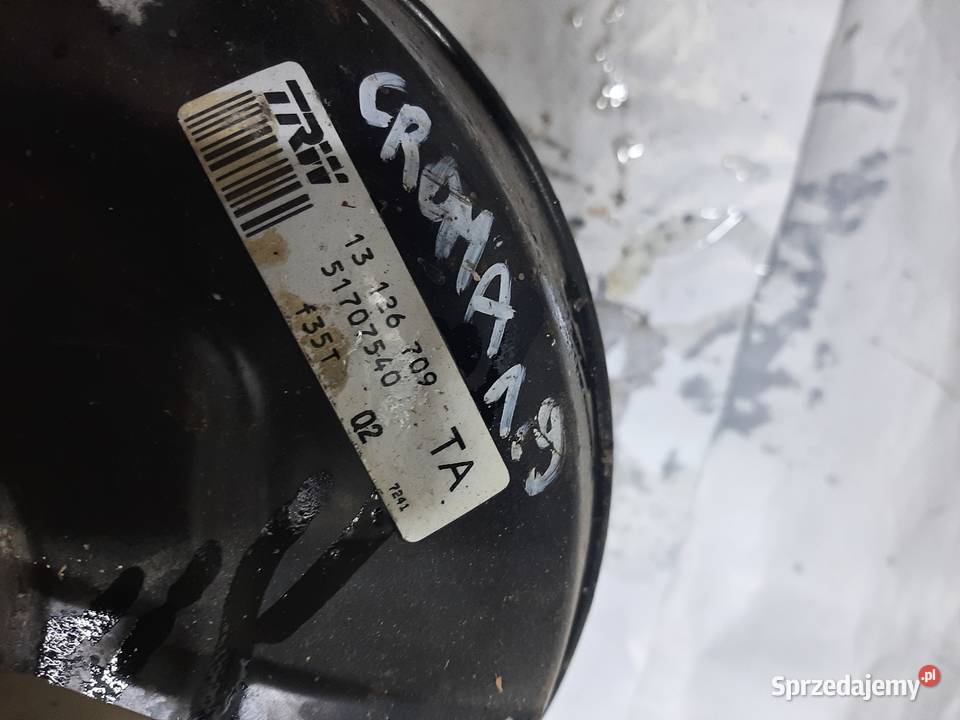 TRW
13 126 709 TA
51707540
f35T Q2
7241
CROMA 1.9
Sprzedajemy.pl